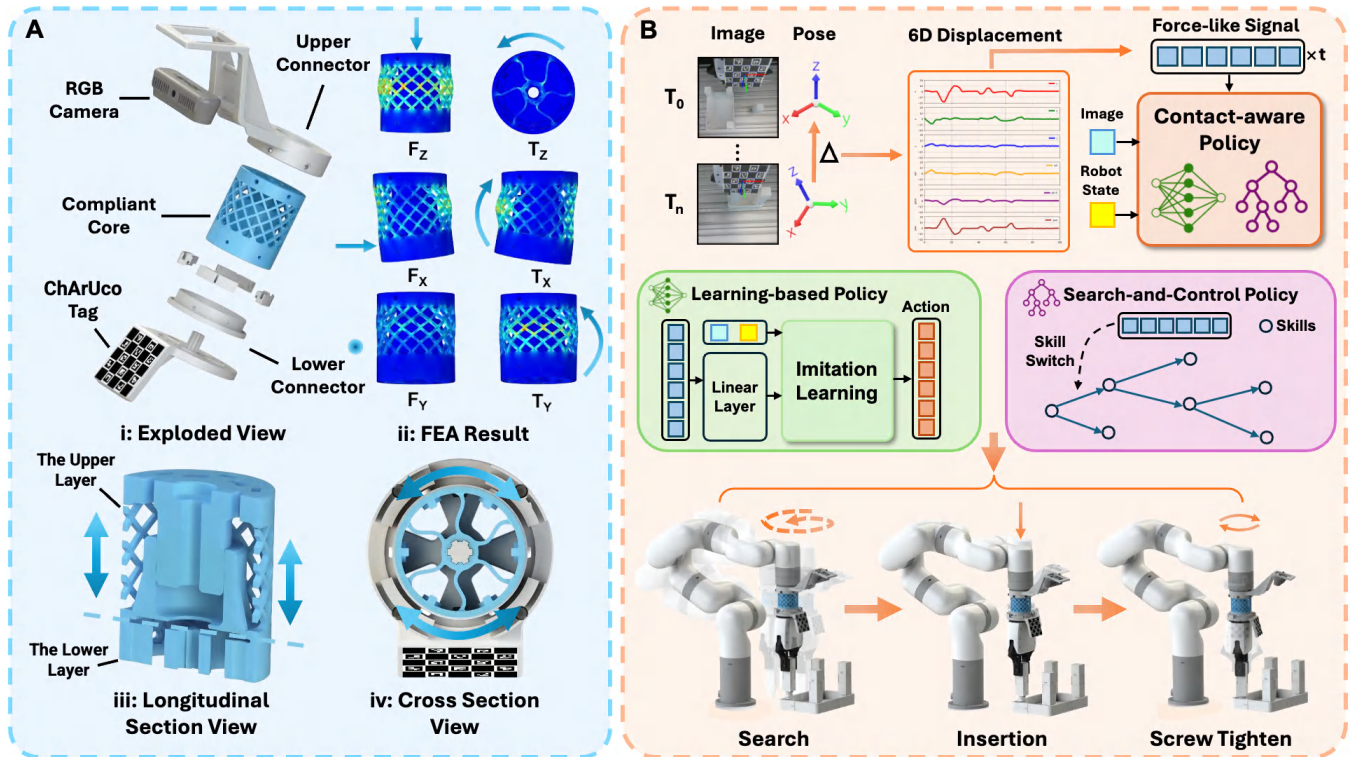 A
RGB
Camera
Upper
Connector
Compliant
Core
ChArUco
Tag
Lower
Connector
i: Exploded View
F_Z
T_Z
F_X
T_X
F_Y
T_Y
ii: FEA Result
The Upper
Layer
The Lower
Layer
iii: Longitudinal
Section View
iv: Cross Section
View
B
Image
Pose
6D Displacement
Force-like Signal
×t
T_0
z
x
y
Δ
T_n
z
x
y
Image
Robot
State
Contact-aware
Policy
Learning-based Policy
Action
Linear
Layer
Imitation
Learning
Search-and-Control Policy
Skills
Skill
Switch
Search
Insertion
Screw Tighten